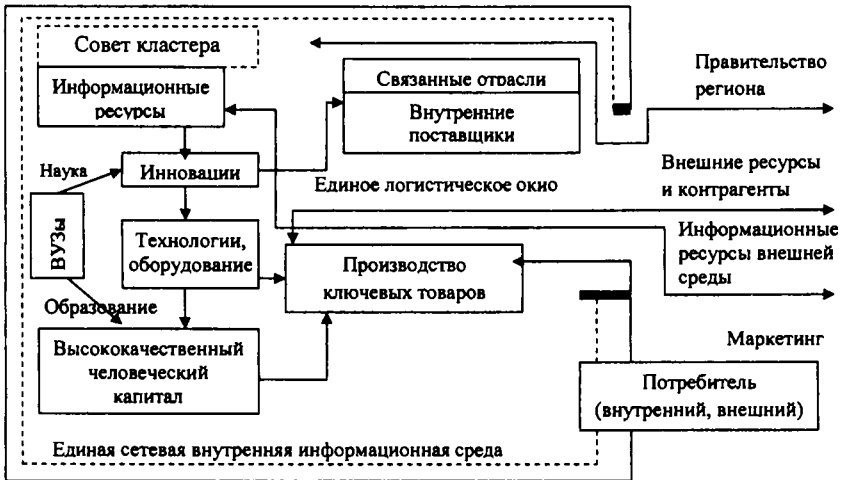 Совет кластера
Информационные
ресурсы
Связанные отрасли
Внутренние
поставщики
Правительство
региона
Наука
Инновации
Единое логистическое окно
Внешние ресурсы
и контрагенты
ВУЗы
Технологии,
оборудование
Производство
ключевых товаров
Информационные
ресурсы внешней
среды
Образование
Высококачественный
человеческий
капитал
Маркетинг
Потребитель
(внутренний, внешний)
Единая сетевая внутренняя информационная среда